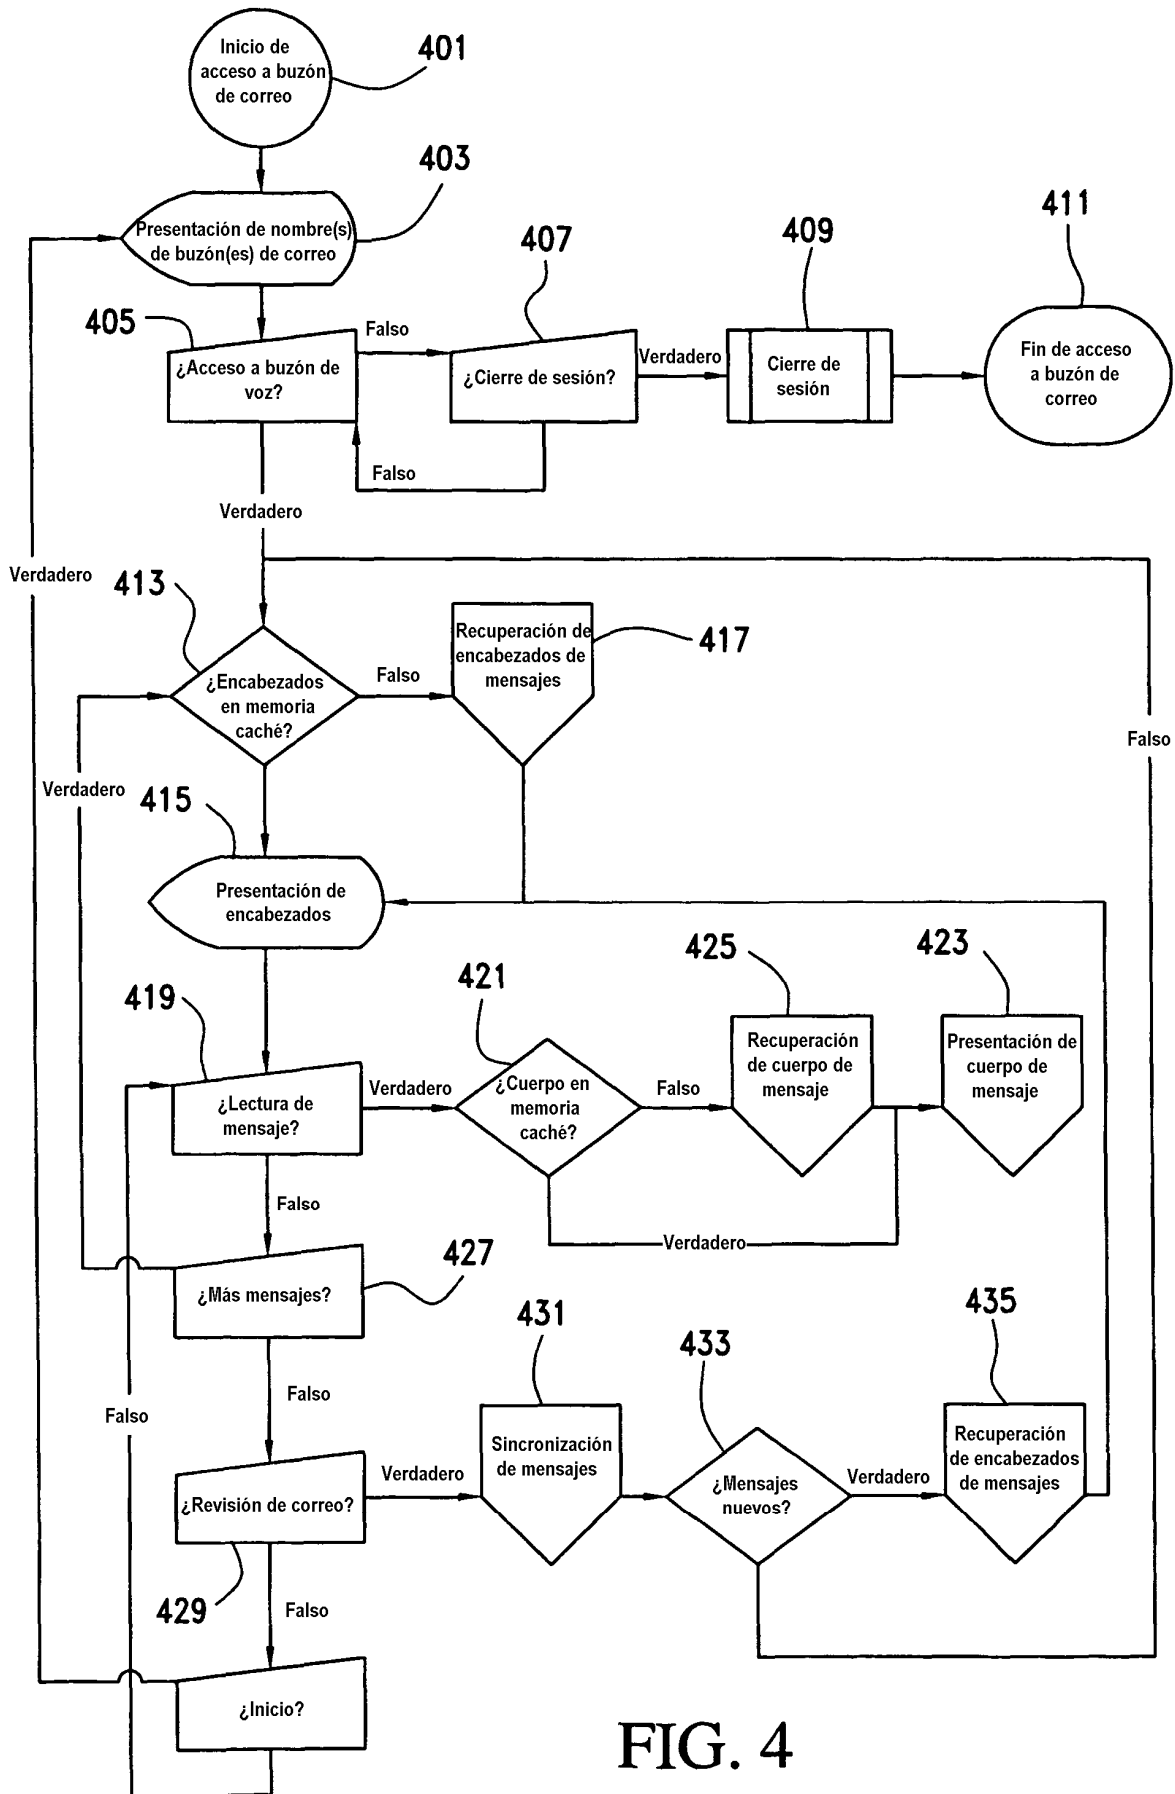 Inicio de
acceso a buzón
de correo
401
403
Presentación de nombre(s)
de buzón(es) de correo
405
¿Acceso a buzón de
voz?
Falso
407
¿Cierre de sesión?
Falso
Verdadero
409
Cierre de
sesión
411
Fin de acceso
a buzón de
correo
Verdadero
Verdadero
413
¿Encabezados
en memoria
caché?
Falso
Recuperación de
encabezados de
mensajes
417
Falso
Verdadero
415
Presentación de
encabezados
419
¿Lectura de
mensaje?
Verdadero
421
¿Cuerpo en
memoria
caché?
Falso
425
Recuperación
de cuerpo de
mensaje
423
Presentación de
cuerpo de
mensaje
Verdadero
Falso
¿Más mensajes?
427
Falso
Falso
¿Revisión de correo?
429
Verdadero
431
Sincronización
de mensajes
433
¿Mensajes
nuevos?
Verdadero
435
Recuperación
de encabezados
de mensajes
Falso
¿Inicio?
FIG. 4